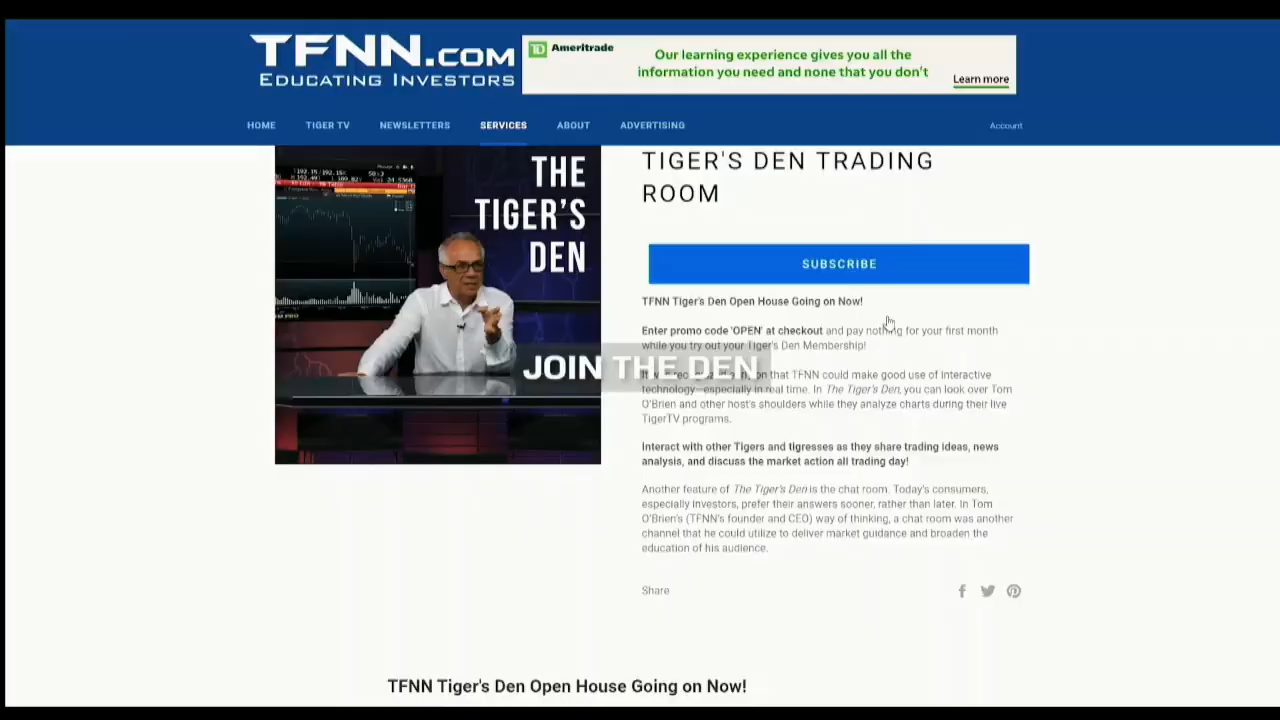 TFNN.COM
EDUCATING INVESTORS
TD Ameritrade
Our learning experience gives you all the
information you need and none that you don't
Learn more
HOME TIGER TV NEWSLETTERS SERVICES ABOUT ADVERTISING Account
THE
TIGER'S
DEN
TIGER'S DEN TRADING
ROOM
SUBSCRIBE
TFNN Tiger's Den Open House Going on Now!
Enter promo code 'OPEN' at checkout and pay nothing for your first month
while you try out your Tiger's Den Membership!
JOIN THE DEN
that TFNN could make good use of interactive
technology—especially in real time. In The Tiger's Den, you can look over Tom
O'Brien and other host's shoulders while they analyze charts during their live
TigerTV programs.
Interact with other Tigers and tigresses as they share trading ideas, news
analysis, and discuss the market action all trading day!
Another feature of The Tiger's Den is the chat room. Today's consumers,
especially investors, prefer their answers sooner, rather than later. In Tom
O'Brien's (TFNN's founder and CEO) way of thinking, a chat room was another
channel that he could utilize to deliver market guidance and broaden the
education of his audience.
Share
TFNN Tiger's Den Open House Going on Now!